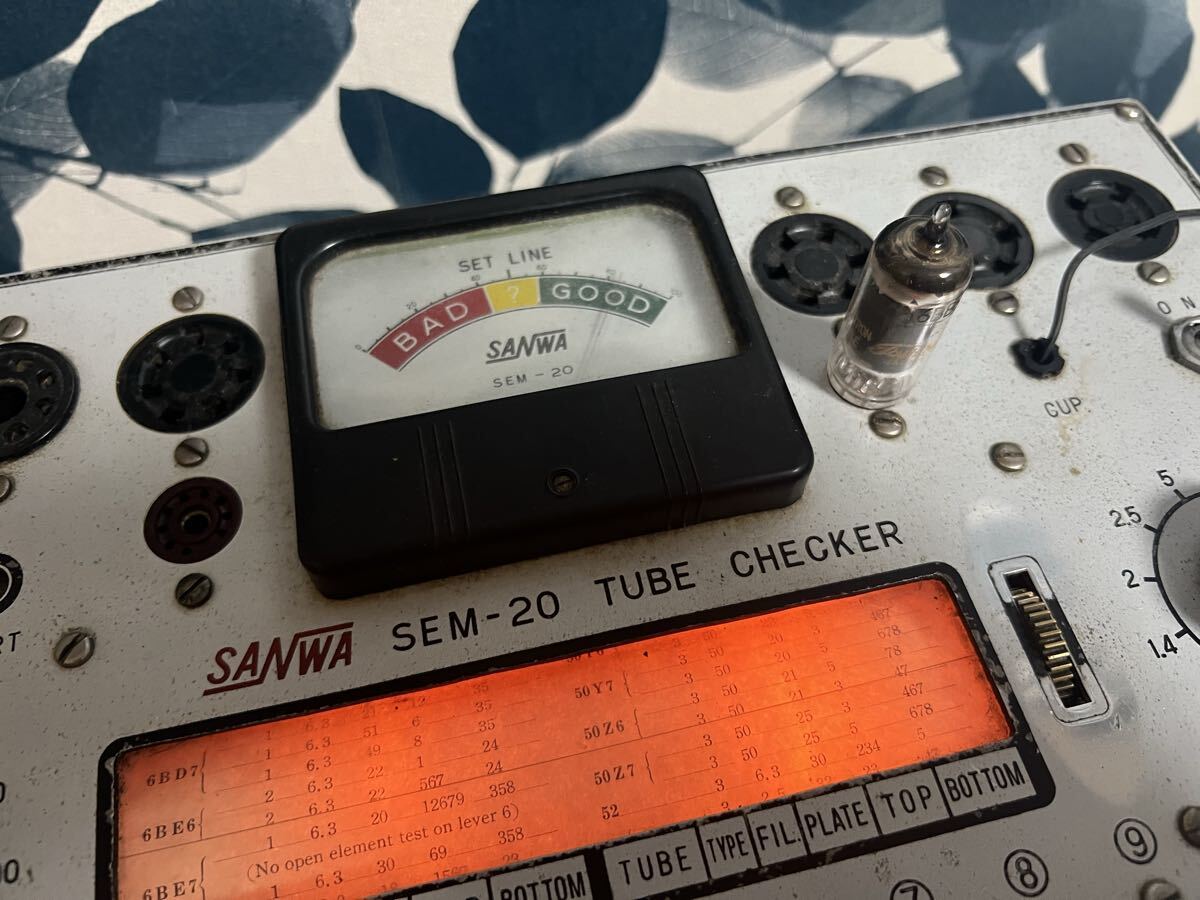 SET LINE
BAD ? GOOD
SANWA
SEM-20
ON
GUP
5
2.5
2
1.4
SANWA SEM-20 TUBE CHECKER
6BD7
1 6.3 51 6 35
1 6.3 49 8 35
2 6.3 22 1 24
6BE6
2 6.3 22 567 24
1 6.3 20 12679 358
(No open element test on lever 6)
6BE7
1 6.3 30 69 358
467
50Y7
3 50 20 3 678
3 50 20 5 78
50Z6
3 50 21 5 47
3 50 21 3 467
50Z7
3 50 25 3 678
3 50 25 5
52
3 6.3 30 234 5
BOTTOM
TUBE TYPE FIL. PLATE TOP BOTTOM
7
8
9